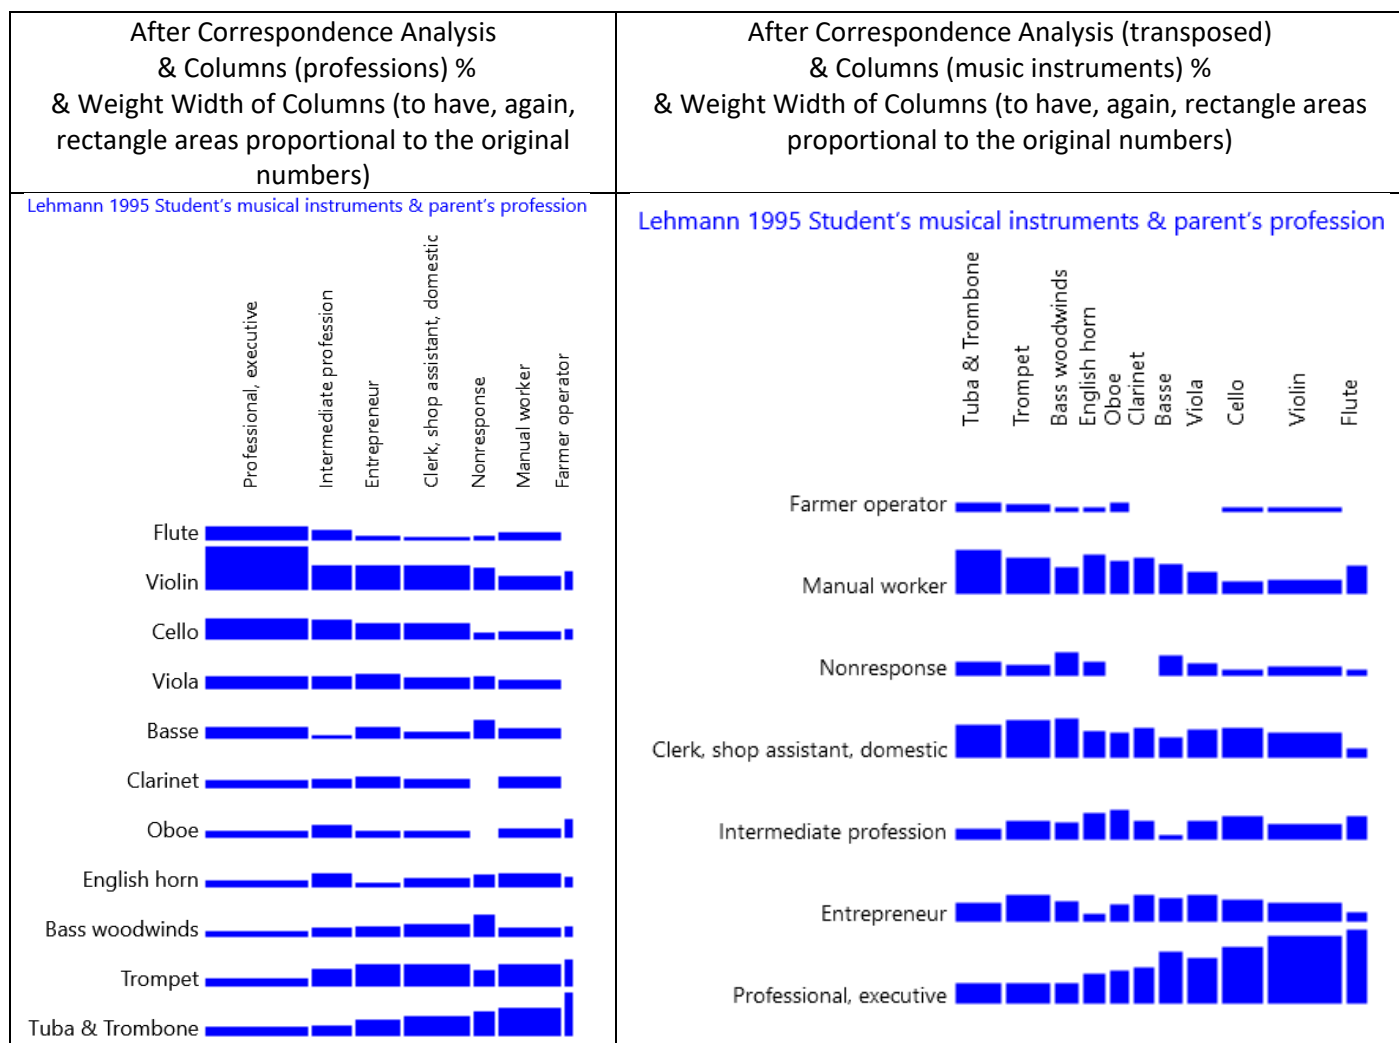 After Correspondence Analysis
& Columns (professions) %
& Weight Width of Columns (to have, again,
rectangle areas proportional to the original
numbers)
After Correspondence Analysis (transposed)
& Columns (music instruments) %
& Weight Width of Columns (to have, again, rectangle areas
proportional to the original numbers)
Lehmann 1995 Student’s musical instruments & parent’s profession
Professional, executive
Intermediate profession
Entrepreneur
Clerk, shop assistant, domestic
Nonresponse
Manual worker
Farmer operator
Flute
Violin
Cello
Viola
Basse
Clarinet
Oboe
English horn
Bass woodwinds
Trompet
Tuba & Trombone
Lehmann 1995 Student’s musical instruments & parent’s profession
Tuba & Trombone
Trompet
Bass woodwinds
English horn
Oboe
Clarinet
Basse
Viola
Cello
Violin
Flute
Farmer operator
Manual worker
Nonresponse
Clerk, shop assistant, domestic
Intermediate profession
Entrepreneur
Professional, executive